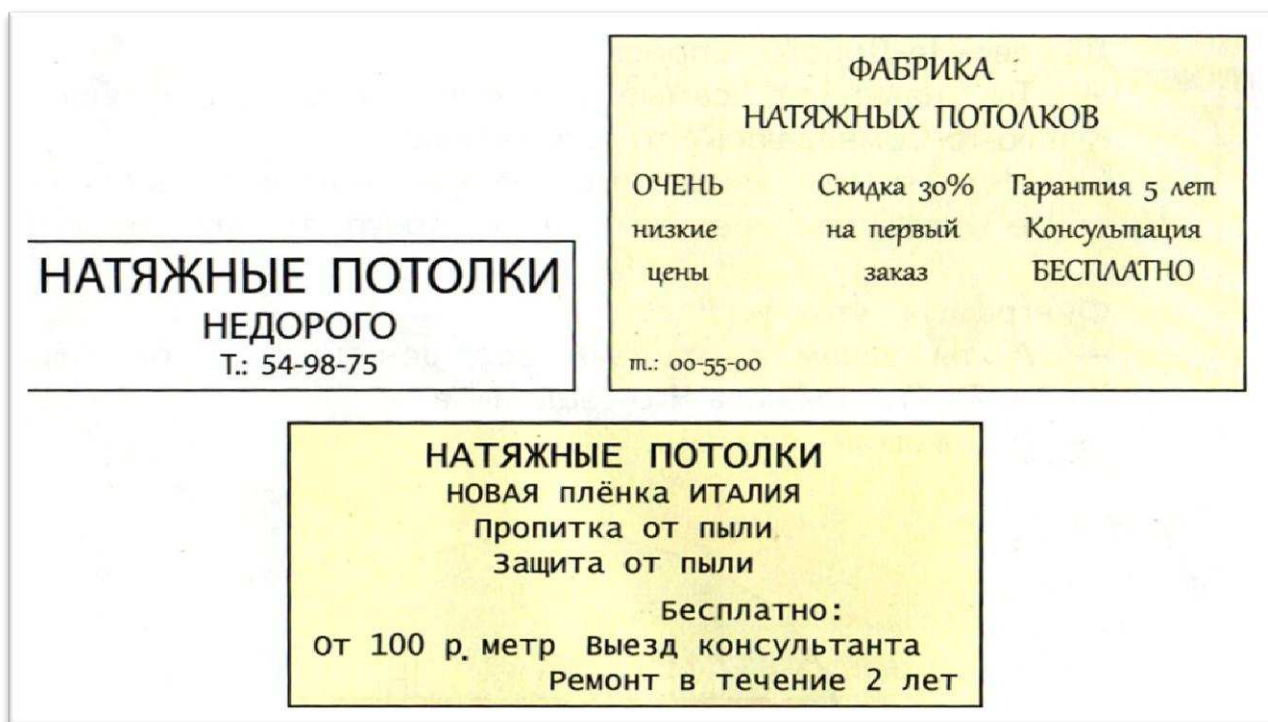 ФАБРИКА
НАТЯЖНЫХ ПОТОЛКОВ
ОЧЕНЬ
низкие
цены
Скидка 30%
на первый
заказ
Гарантия 5 лет
Консультация
БЕСПЛАТНО
т.: 00-55-00
НАТЯЖНЫЕ ПОТОЛКИ
НЕДОРОГО
Т.: 54-98-75
НАТЯЖНЫЕ ПОТОЛКИ
НОВАЯ плёнка ИТАЛИЯ
Пропитка от пыли
Защита от пыли
Бесплатно:
От 100 р. метр Выезд консультанта
Ремонт в течение 2 лет